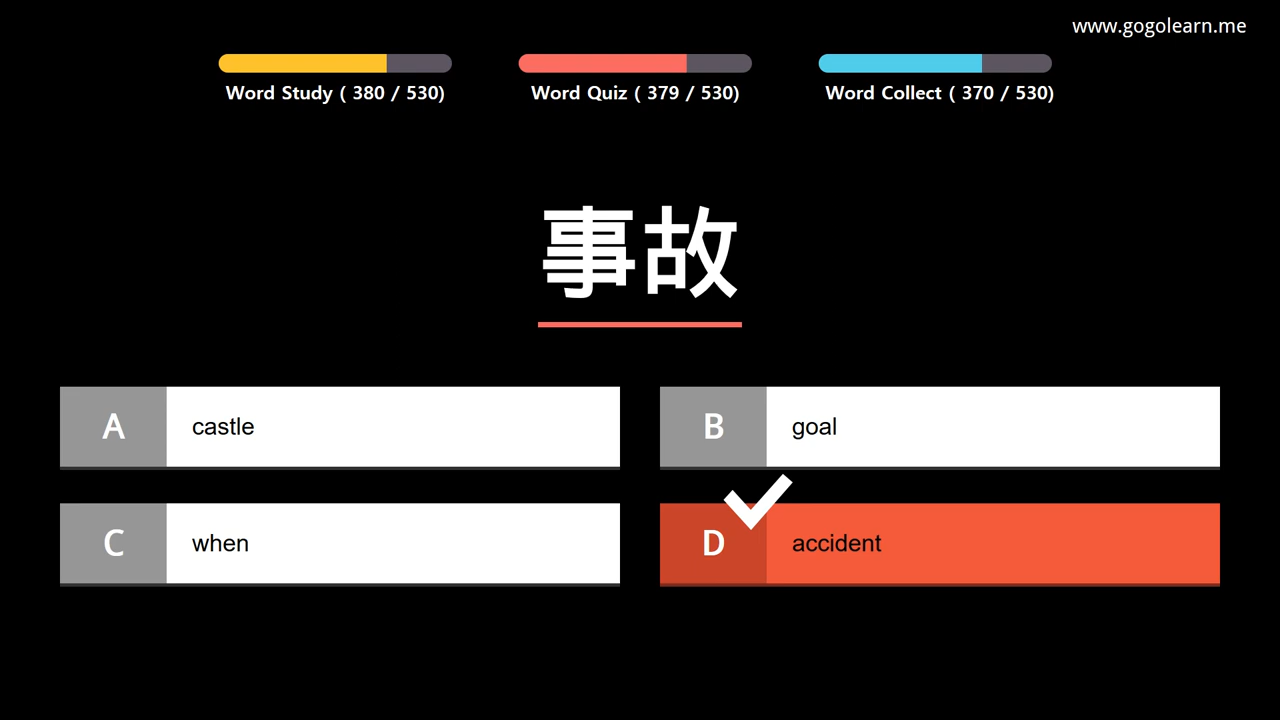 www.gogolearn.me
Word Study ( 380 / 530)
Word Quiz ( 379 / 530)
Word Collect ( 370 / 530)
事故
A castle
B goal
C when
D accident